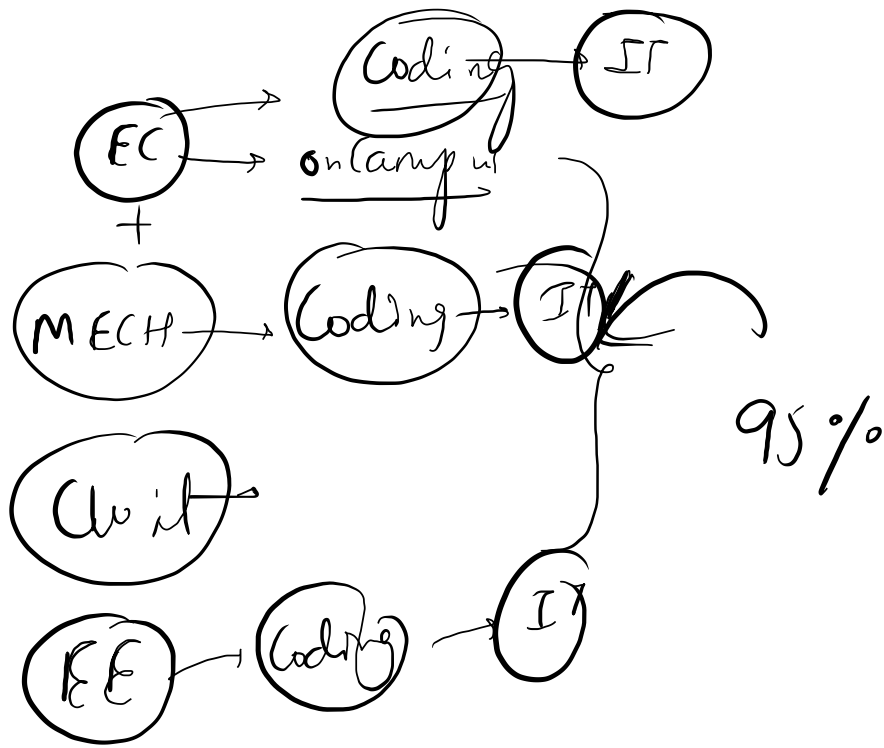 Coding IT
EC
onCampus
+
MECH Coding IT
95%
Civil
EE Coding IT